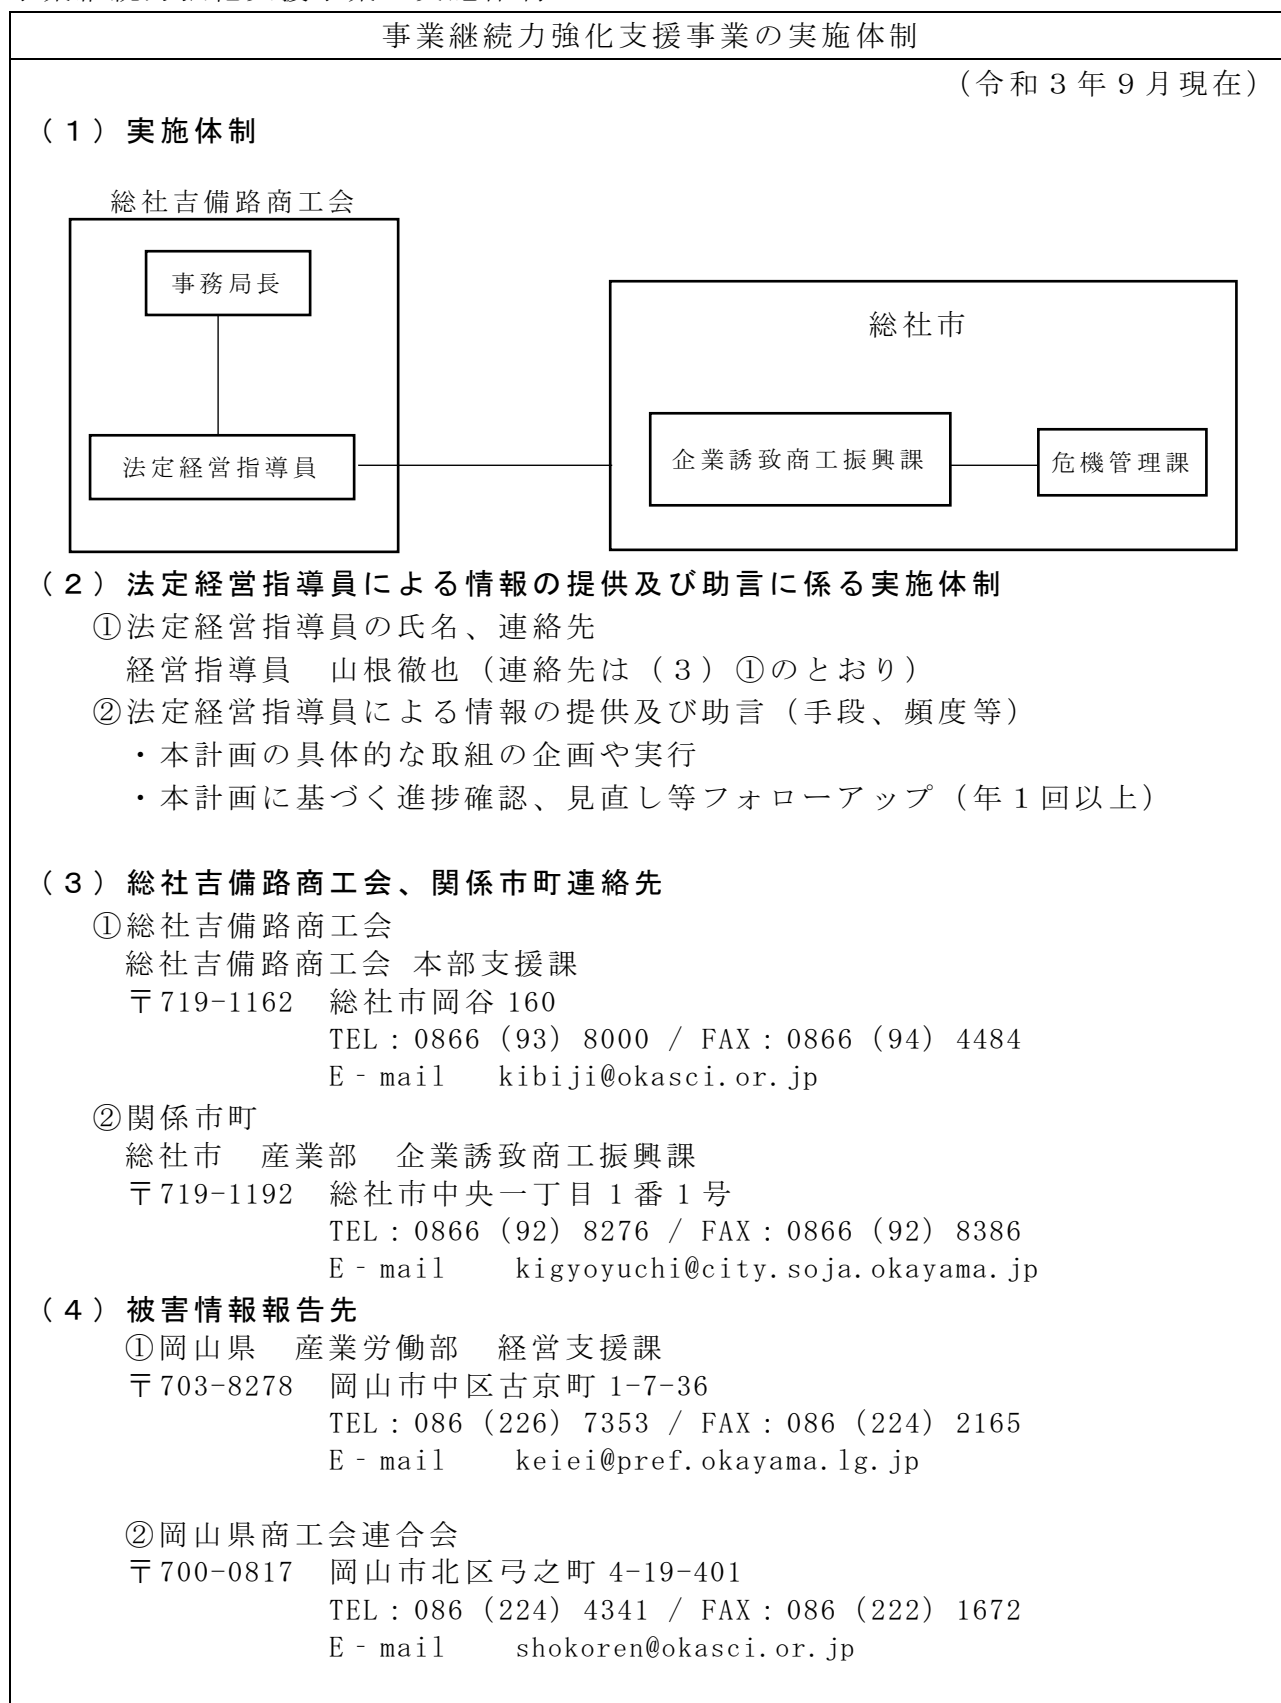 事業継続力強化支援事業の実施体制
（令和３年９月現在）
（１）実施体制
総社吉備路商工会
事務局長
総社市
法定経営指導員
企業誘致商工振興課
危機管理課
（２）法定経営指導員による情報の提供及び助言に係る実施体制
①法定経営指導員の氏名、連絡先
経営指導員　山根徹也（連絡先は（３）①のとおり）
②法定経営指導員による情報の提供及び助言（手段、頻度等）
・本計画の具体的な取組の企画や実行
・本計画に基づく進捗確認、見直し等フォローアップ（年１回以上）
（３）総社吉備路商工会、関係市町連絡先
①総社吉備路商工会
総社吉備路商工会 本部支援課
〒719-1162　総社市岡谷 160
TEL：0866（93）8000 / FAX：0866（94）4484
E‐mail　kibiji@okasci.or.jp
②関係市町
総社市　産業部　企業誘致商工振興課
〒719-1192　総社市中央一丁目１番１号
TEL：0866（92）8276 / FAX：0866（92）8386
E‐mail　　kigyoyuchi@city.soja.okayama.jp
（４）被害情報報告先
①岡山県　産業労働部　経営支援課
〒703-8278　岡山市中区古京町 1-7-36
TEL：086（226）7353 / FAX：086（224）2165
E‐mail　　keiei@pref.okayama.lg.jp
②岡山県商工会連合会
〒700-0817　岡山市北区弓之町 4-19-401
TEL：086（224）4341 / FAX：086（222）1672
E‐mail　　shokoren@okasci.or.jp